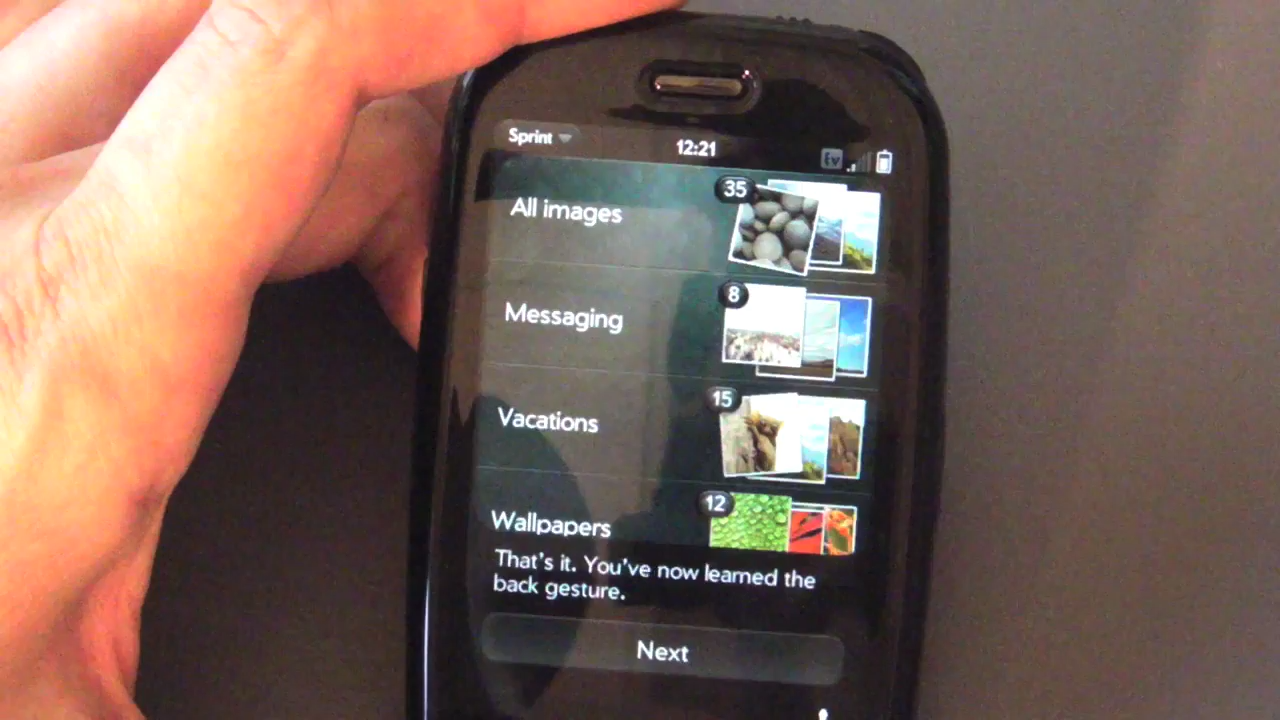 Sprint 12:21 Ev
All images 35
Messaging 8
Vacations 15
Wallpapers 12
That's it. You've now learned the
back gesture.
Next